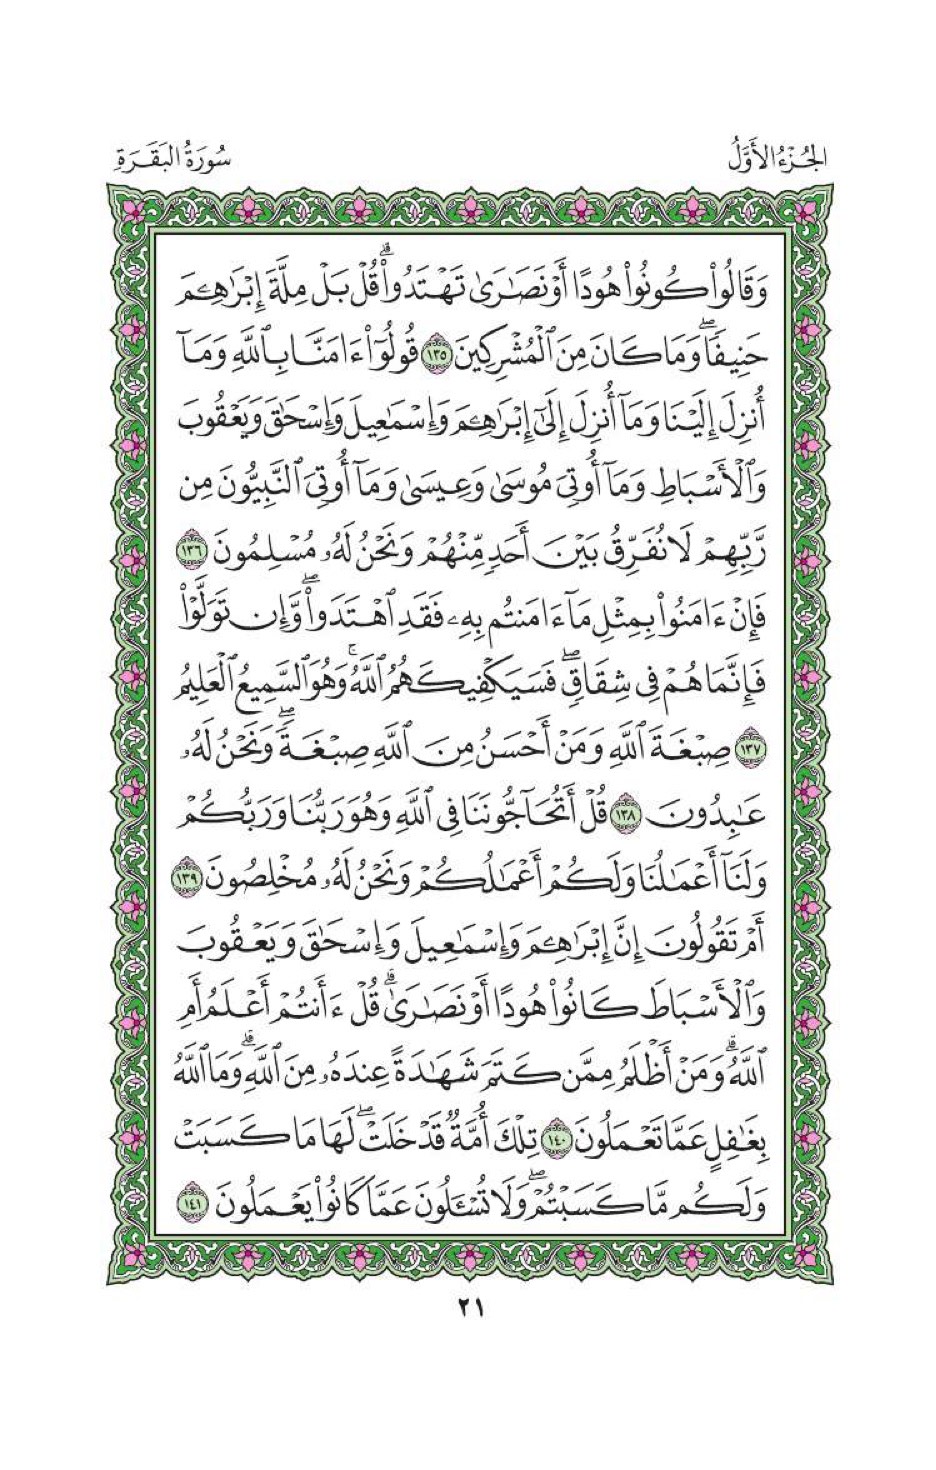 الجُزْءُ الأَوَّلُ
سُورَةُ البَقَرَةِ
وَقَالُوا۟ كُونُوا۟ هُودًا أَوْ نَصَـٰرَىٰ تَهْتَدُوا۟ ۗ قُلْ بَلْ مِلَّةَ إِبْرَٰهِـۧمَ
حَنِيفًا ۖ وَمَا كَانَ مِنَ ٱلْمُشْرِكِينَ ١٣٥ قُولُوٓا۟ ءَامَنَّا بِٱللَّهِ وَمَآ
أُنزِلَ إِلَيْنَا وَمَآ أُنزِلَ إِلَىٰٓ إِبْرَٰهِـۧمَ وَإِسْمَـٰعِيلَ وَإِسْحَـٰقَ وَيَعْقُوبَ
وَٱلْأَسْبَاطِ وَمَآ أُوتِىَ مُوسَىٰ وَعِيسَىٰ وَمَآ أُوتِىَ ٱلنَّبِيُّونَ مِن
رَّبِّهِمْ لَا نُفَرِّقُ بَيْنَ أَحَدٍ مِّنْهُمْ وَنَحْنُ لَهُۥ مُسْلِمُونَ ١٣٦
فَإِنْ ءَامَنُوا۟ بِمِثْلِ مَآ ءَامَنتُم بِهِۦ فَقَدِ ٱهْتَدَوا۟ ۖ وَّإِن تَوَلَّوْا۟
فَإِنَّمَا هُمْ فِى شِقَاقٍ ۖ فَسَيَكْفِيكَهُمُ ٱللَّهُ ۚ وَهُوَ ٱلسَّمِيعُ ٱلْعَلِيمُ
١٣٧ صِبْغَةَ ٱللَّهِ وَمَنْ أَحْسَنُ مِنَ ٱللَّهِ صِبْغَةً ۖ وَنَحْنُ لَهُۥ
عَـٰبِدُونَ ١٣٨ قُلْ أَتُحَآجُّونَنَا فِى ٱللَّهِ وَهُوَ رَبُّنَا وَرَبُّكُمْ
وَلَنَآ أَعْمَـٰلُنَا وَلَكُمْ أَعْمَـٰلُكُمْ وَنَحْنُ لَهُۥ مُخْلِصُونَ ١٣٩
أَمْ تَقُولُونَ إِنَّ إِبْرَٰهِـۧمَ وَإِسْمَـٰعِيلَ وَإِسْحَـٰقَ وَيَعْقُوبَ
وَٱلْأَسْبَاطَ كَانُوا۟ هُودًا أَوْ نَصَـٰرَىٰ ۗ قُلْ ءَأَنتُمْ أَعْلَمُ أَمِ
ٱللَّهُ ۗ وَمَنْ أَظْلَمُ مِمَّن كَتَمَ شَهَـٰدَةً عِندَهُۥ مِنَ ٱللَّهِ ۗ وَمَا ٱللَّهُ
بِغَـٰفِلٍ عَمَّا تَعْمَلُونَ ١٤٠ تِلْكَ أُمَّةٌ قَدْ خَلَتْ ۖ لَهَا مَا كَسَبَتْ
وَلَكُم مَّا كَسَبْتُمْ ۖ وَلَا تُسْـَٔلُونَ عَمَّا كَانُوا۟ يَعْمَلُونَ ١٤١
٢١